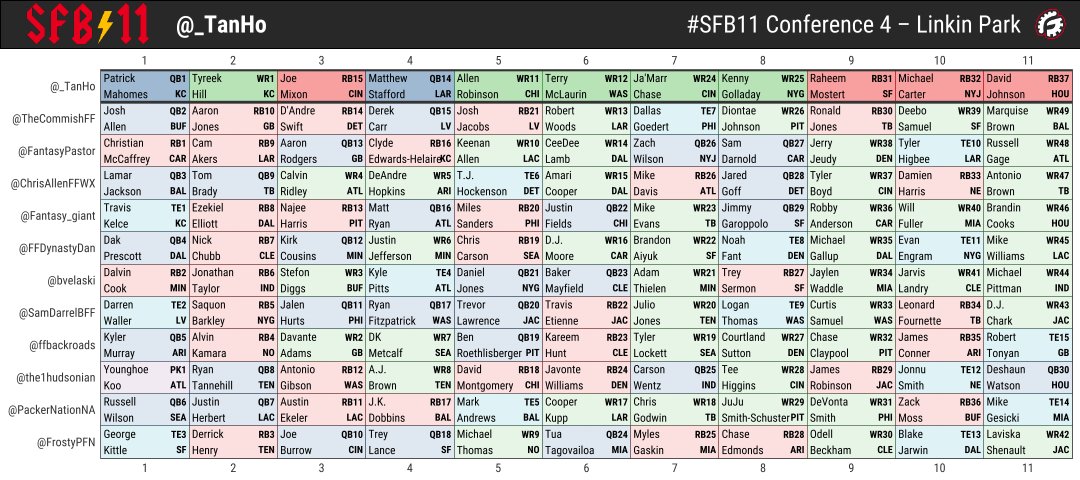 SFB⚡11 @_TanHo #SFB11 Conference 4 – Linkin Park
1 2 3 4 5 6 7 8 9 10 11
@_TanHo
Patrick QB1 Tyreek WR1 Joe RB15 Matthew QB14 Allen WR11 Terry WR12 Ja'Marr WR24 Kenny WR25 Raheem RB31 Michael RB32 David RB37
Mahomes KC Hill KC Mixon CIN Stafford LAR Robinson CHI McLaurin WAS Chase CIN Golladay NYG Mostert SF Carter NYJ Johnson HOU
@TheCommishFF
Josh QB2 Aaron RB10 D'Andre RB14 Derek QB15 Josh RB21 Robert WR13 Dallas TE7 Diontae WR26 Ronald RB30 Deebo WR39 Marquise WR49
Allen BUF Jones GB Swift DET Carr LV Jacobs LV Woods LAR Goedert PHI Johnson PIT Jones TB Samuel SF Brown BAL
@FantasyPastor
Christian RB1 Cam RB9 Aaron QB13 Clyde RB16 Keenan WR10 CeeDee WR14 Zach QB26 Sam QB27 Jerry WR38 Tyler TE10 Russell WR48
McCaffrey CAR Akers LAR Rodgers GB Edwards-Helaire KC Allen LAC Lamb DAL Wilson NYJ Darnold CAR Jeudy DEN Higbee LAR Gage ATL
@ChrisAllenFFWX
Lamar QB3 Tom QB9 Calvin WR4 DeAndre WR5 T.J. TE6 Amari WR15 Mike RB26 Jared QB28 Tyler WR37 Damien RB33 Antonio WR47
Jackson BAL Brady TB Ridley ATL Hopkins ARI Hockenson DET Cooper DAL Davis ATL Goff DET Boyd CIN Harris NE Brown TB
@Fantasy_giant
Travis TE1 Ezekiel RB8 Najee RB13 Matt QB16 Miles RB20 Justin QB22 Mike WR23 Jimmy QB29 Robby WR36 Will WR40 Brandin WR46
Kelce KC Elliott DAL Harris PIT Ryan ATL Sanders PHI Fields CHI Evans TB Garoppolo SF Anderson CAR Fuller MIA Cooks HOU
@FFDynastyDan
Dak QB4 Nick RB7 Kirk QB12 Justin WR6 Chris RB19 D.J. WR16 Brandon WR22 Noah TE8 Michael WR35 Evan TE11 Mike WR45
Prescott DAL Chubb CLE Cousins MIN Jefferson MIN Carson SEA Moore CAR Aiyuk SF Fant DEN Gallup DAL Engram NYG Williams LAC
@bvelaski
Dalvin RB2 Jonathan RB6 Stefon WR3 Kyle TE4 Daniel QB21 Baker QB23 Adam WR21 Trey RB27 Jaylen WR34 Jarvis WR41 Michael WR44
Cook MIN Taylor IND Diggs BUF Pitts ATL Jones NYG Mayfield CLE Thielen MIN Sermon SF Waddle MIA Landry CLE Pittman IND
@SamDarrelBFF
Darren TE2 Saquon RB5 Jalen QB11 Ryan QB17 Trevor QB20 Travis RB22 Julio WR20 Logan TE9 Curtis WR33 Leonard RB34 D.J. WR43
Waller LV Barkley NYG Hurts PHI Fitzpatrick WAS Lawrence JAC Etienne JAC Jones TEN Thomas WAS Samuel WAS Fournette TB Chark JAC
@ffbackroads
Kyler QB5 Alvin RB4 Davante WR2 DK WR7 Ben QB19 Kareem RB23 Tyler WR19 Courtland WR27 Chase WR32 James RB35 Robert TE15
Murray ARI Kamara NO Adams GB Metcalf SEA Roethlisberger PIT Hunt CLE Lockett SEA Sutton DEN Claypool PIT Conner ARI Tonyan GB
@the1hudsonian
Younghoe PK1 Ryan QB8 Antonio RB12 A.J. WR8 David RB18 Javonte RB24 Carson QB25 Tee WR28 James RB29 Jonnu TE12 Deshaun QB30
Koo ATL Tannehill TEN Gibson WAS Brown TEN Montgomery CHI Williams DEN Wentz IND Higgins CIN Robinson JAC Smith NE Watson HOU
@PackerNationNA
Russell QB6 Justin QB7 Austin RB11 J.K. RB17 Mark TE5 Cooper WR17 Chris WR18 JuJu WR29 DeVonta WR31 Zack RB36 Mike TE14
Wilson SEA Herbert LAC Ekeler LAC Dobbins BAL Andrews BAL Kupp LAR Godwin TB Smith-Schuster PIT Smith PHI Moss BUF Gesicki MIA
@FrostyPFN
George TE3 Derrick RB3 Joe QB10 Trey QB18 Michael WR9 Tua QB24 Myles RB25 Chase RB28 Odell WR30 Blake TE13 Laviska WR42
Kittle SF Henry TEN Burrow CIN Lance SF Thomas NO Tagovailoa MIA Gaskin MIA Edmonds ARI Beckham CLE Jarwin DAL Shenault JAC
1 2 3 4 5 6 7 8 9 10 11